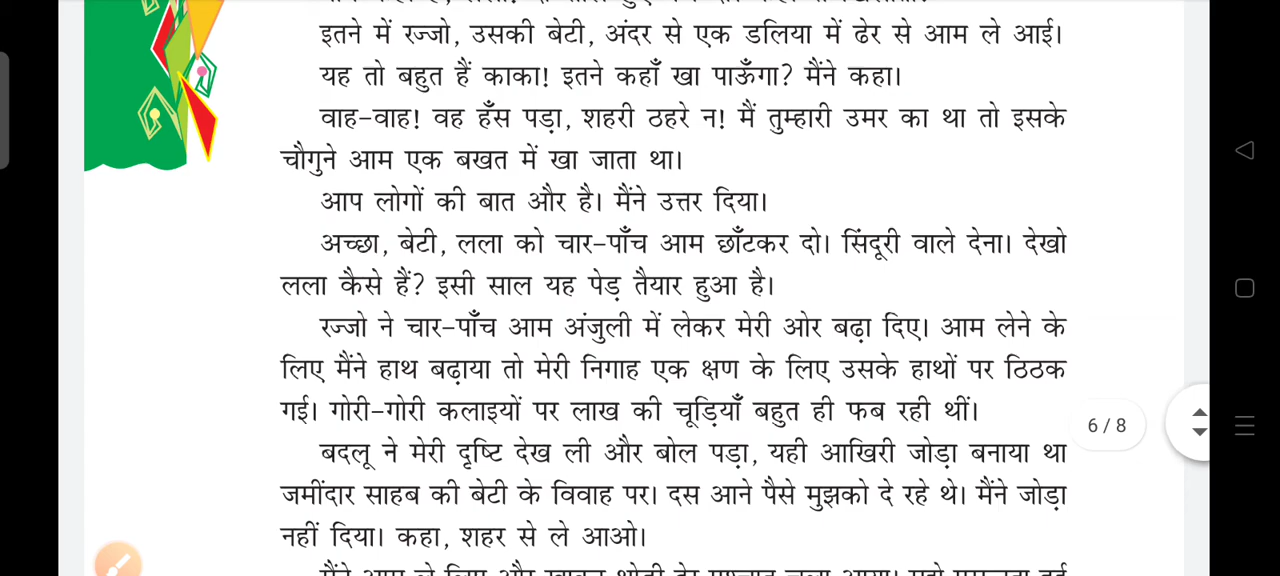 इतने में रज्जो, उसकी बेटी, अंदर से एक डलिया में ढेर से आम ले आई।
यह तो बहुत हैं काका! इतने कहाँ खा पाऊँगा? मैंने कहा।
वाह-वाह! वह हँस पड़ा, शहरी ठहरे न! मैं तुम्हारी उमर का था तो इसके
चौगुने आम एक बखत में खा जाता था।
आप लोगों की बात और है। मैंने उत्तर दिया।
अच्छा, बेटी, लला को चार-पाँच आम छाँटकर दो। सिंदूरी वाले देना। देखो
लला कैसे हैं? इसी साल यह पेड़ तैयार हुआ है।
रज्जो ने चार-पाँच आम अंजुली में लेकर मेरी ओर बढ़ा दिए। आम लेने के
लिए मैंने हाथ बढ़ाया तो मेरी निगाह एक क्षण के लिए उसके हाथों पर ठिठक
गई। गोरी-गोरी कलाइयों पर लाख की चूड़ियाँ बहुत ही फब रही थीं।
6 / 8
बदलू ने मेरी दृष्टि देख ली और बोल पड़ा, यही आखिरी जोड़ा बनाया था
जमींदार साहब की बेटी के विवाह पर। दस आने पैसे मुझको दे रहे थे। मैंने जोड़ा
नहीं दिया। कहा, शहर से ले आओ।